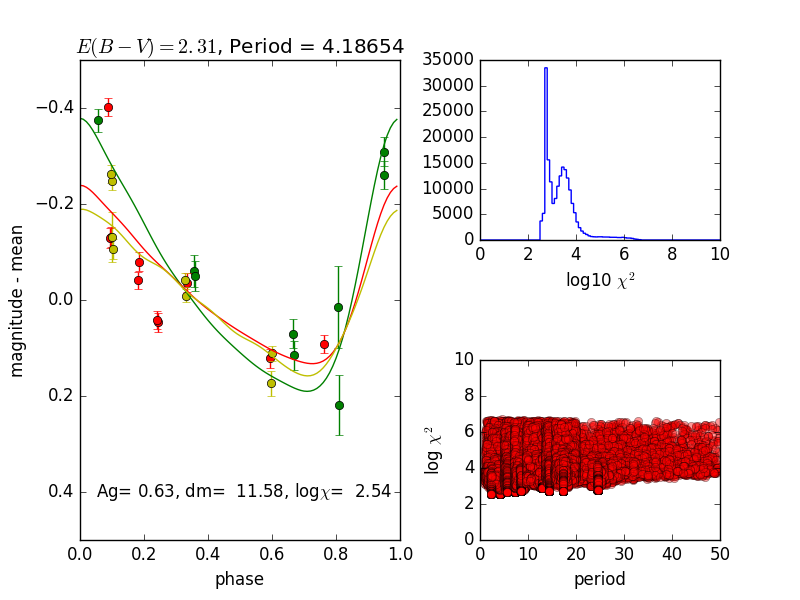 E(B − V) = 2.31, Period = 4.18654
−0.4
−0.2
0.0
0.2
0.4
magnitude - mean
Ag= 0.63, dm= 11.58, logχ= 2.54
0.0 0.2 0.4 0.6 0.8 1.0
phase
35000
30000
25000
20000
15000
10000
5000
0
0 2 4 6 8 10
log10 χ²
10
8
6
4
2
0
log χ²
0 10 20 30 40 50
period